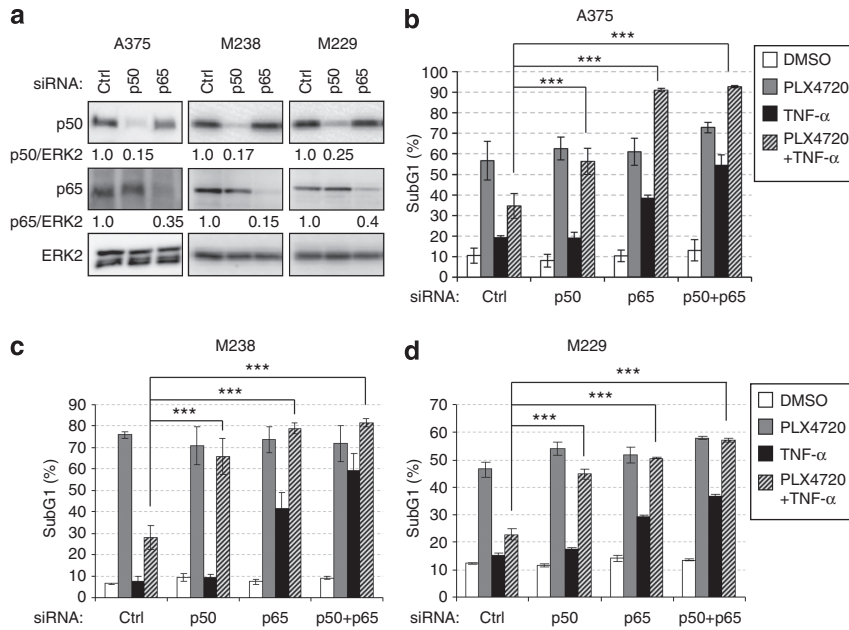 a
A375 M238 M229
siRNA: Ctrl p50 p65 Ctrl p50 p65 Ctrl p50 p65
p50
p50/ERK2 1.0 0.15 1.0 0.17 1.0 0.25
p65
p65/ERK2 1.0 0.35 1.0 0.15 1.0 0.4
ERK2
b
A375
***
***
***
SubG1 (%)
100
90
80
70
60
50
40
30
20
10
0
siRNA: Ctrl p50 p65 p50+p65
DMSO
PLX4720
TNF-α
PLX4720
+TNF-α
c
M238
***
***
***
SubG1 (%)
90
80
70
60
50
40
30
20
10
0
siRNA: Ctrl p50 p65 p50+p65
d
M229
***
***
***
SubG1 (%)
70
60
50
40
30
20
10
0
siRNA: Ctrl p50 p65 p50+p65
DMSO
PLX4720
TNF-α
PLX4720
+TNF-α